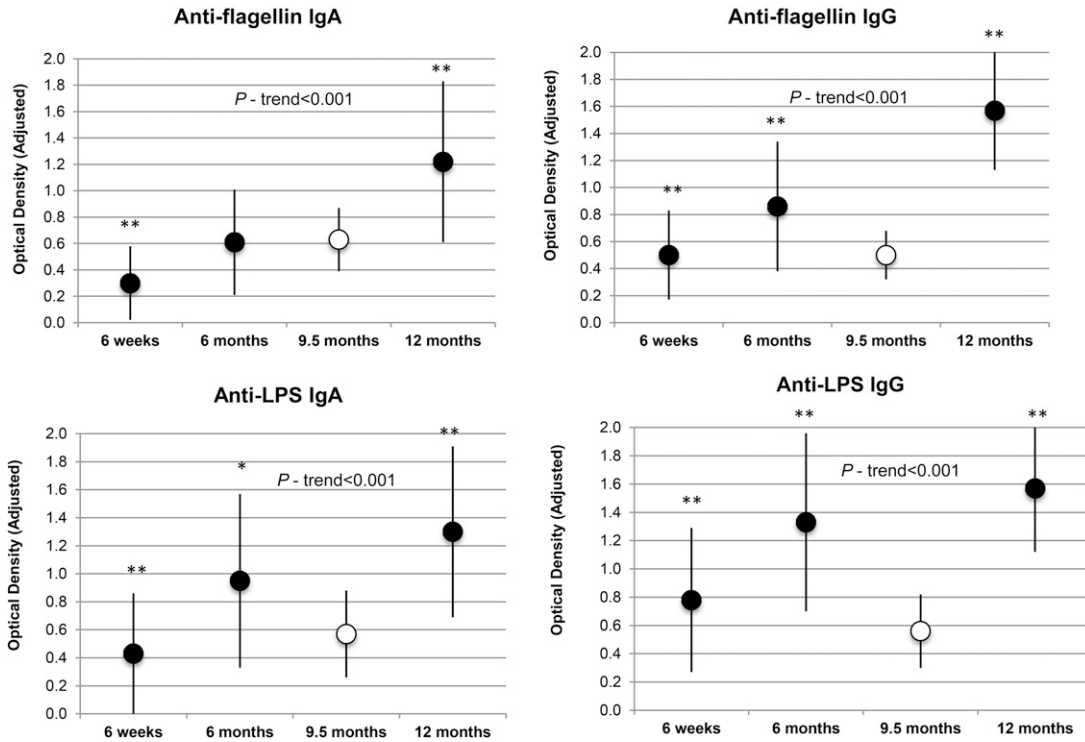 Anti-flagellin IgA
Optical Density (Adjusted)
2.0
1.8
1.6
1.4
1.2
1.0
0.8
0.6
0.4
0.2
0.0
**
**
P - trend<0.001
6 weeks
6 months
9.5 months
12 months
Anti-flagellin IgG
Optical Density (Adjusted)
2.0
1.8
1.6
1.4
1.2
1.0
0.8
0.6
0.4
0.2
0.0
**
**
**
P - trend<0.001
6 weeks
6 months
9.5 months
12 months
Anti-LPS IgA
Optical Density (Adjusted)
2.0
1.8
1.6
1.4
1.2
1.0
0.8
0.6
0.4
0.2
0.0
**
*
**
P - trend<0.001
6 weeks
6 months
9.5 months
12 months
Anti-LPS IgG
Optical Density (Adjusted)
2.0
1.8
1.6
1.4
1.2
1.0
0.8
0.6
0.4
0.2
0.0
**
**
**
P - trend<0.001
6 weeks
6 months
9.5 months
12 months